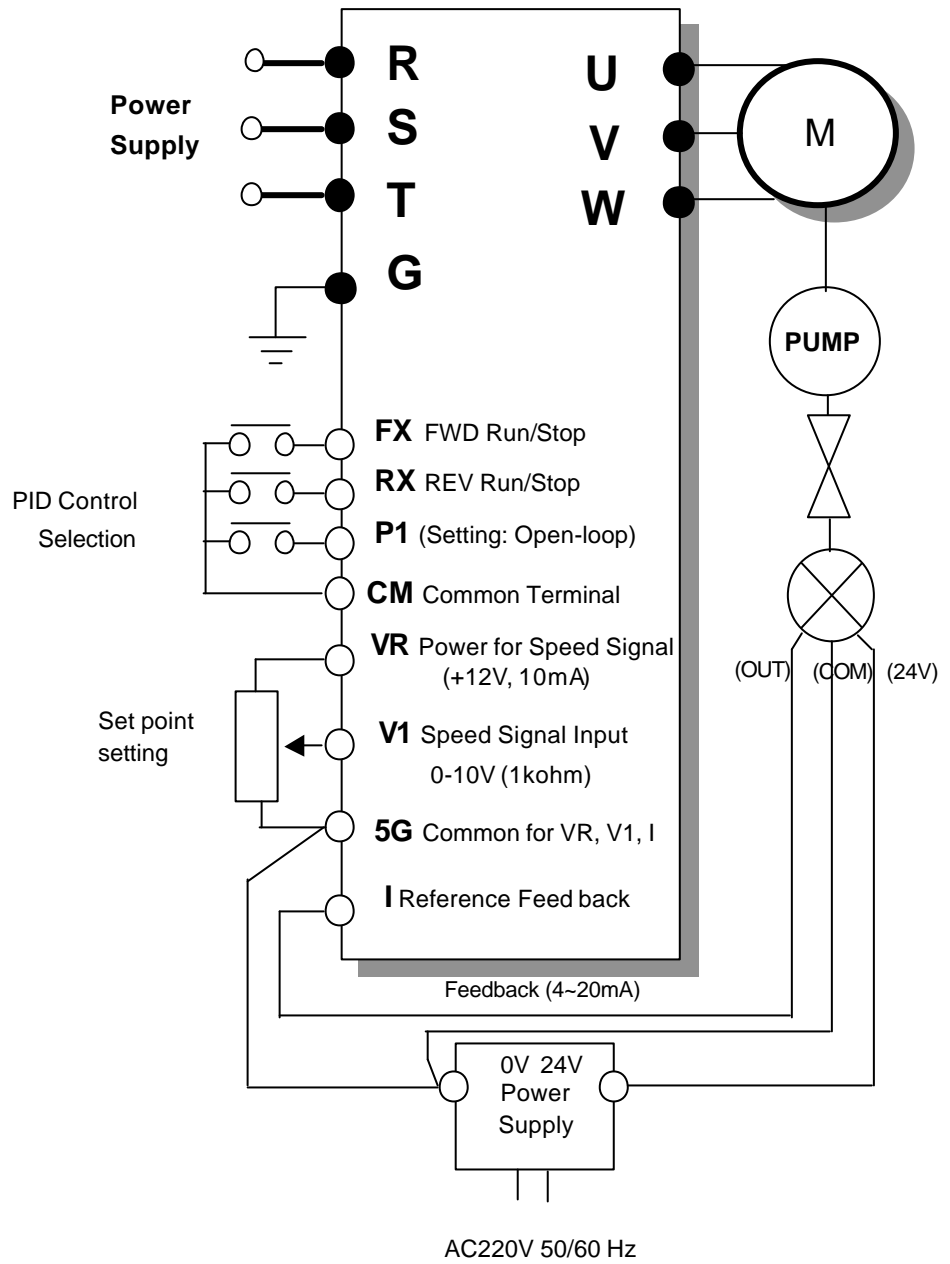 Power
Supply
R
S
T
G
U
V
W
M
PUMP
PID Control
Selection
FX FWD Run/Stop
RX REV Run/Stop
P1 (Setting: Open-loop)
CM Common Terminal
VR Power for Speed Signal
(+12V, 10mA)
Set point
setting
V1 Speed Signal Input
0-10V (1kohm)
5G Common for VR, V1, I
I Reference Feed back
(OUT) (COM) (24V)
Feedback (4~20mA)
0V 24V
Power
Supply
AC220V 50/60 Hz